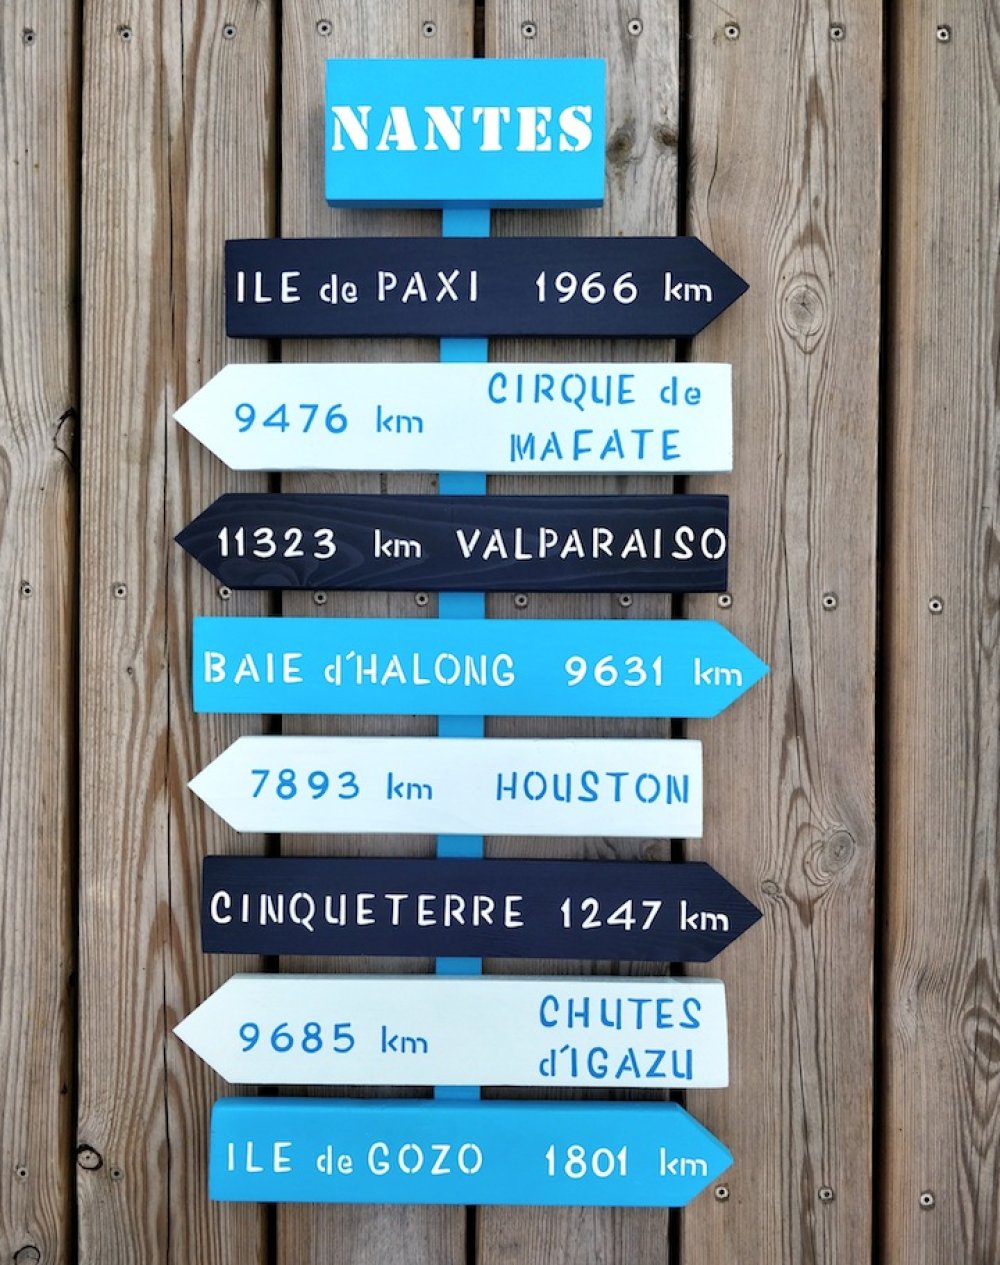 NANTES
ILE de PAXI 1966 km
9476 km CIRQUE de
MAFATE
11323 km VALPARAISO
BAIE d'HALONG 9631 km
7893 km HOUSTON
CINQUETERRE 1247 km
9685 km CHUTES
d'IGAZU
ILE de GOZO 1801 km